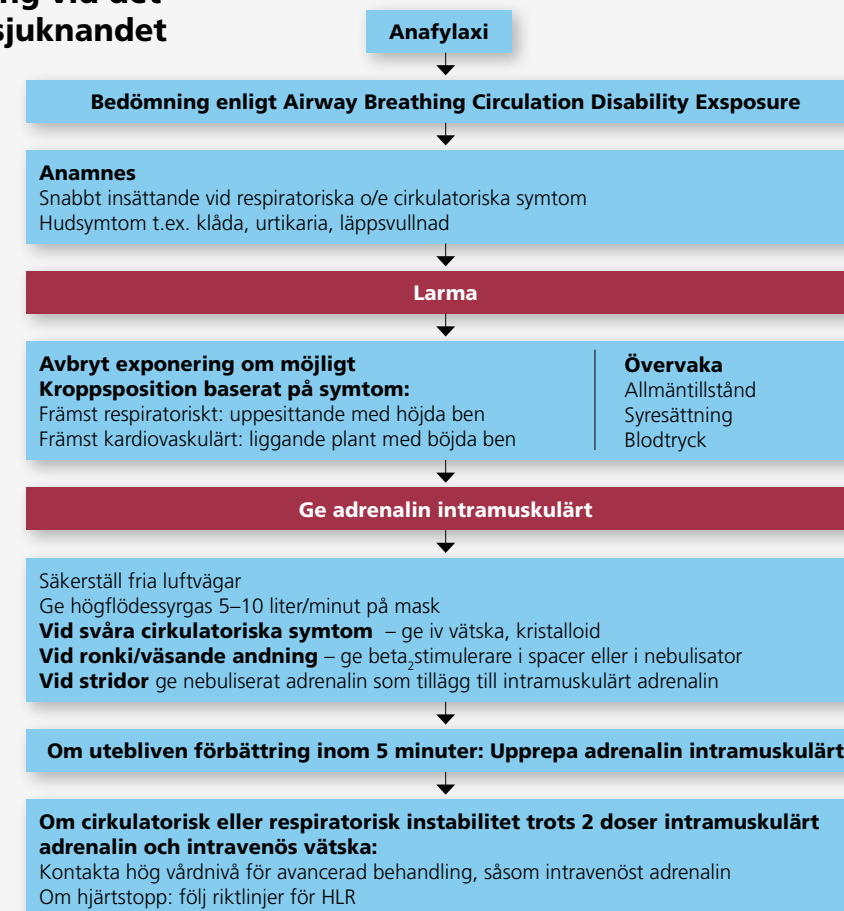 ng vid det
sjuknandet
Anafylaxi
Bedömning enligt Airway Breathing Circulation Disability Exsposure
Anamnes
Snabbt insättande vid respiratoriska o/e cirkulatoriska symtom
Hudsymtom t.ex. klåda, urtikaria, läppsvullnad
Larma
Avbryt exponering om möjligt
Kroppsposition baserat på symtom:
Främst respiratoriskt: uppesittande med höjda ben
Främst kardiovaskulärt: liggande plant med böjda ben
Övervaka
Allmäntillstånd
Syresättning
Blodtryck
Ge adrenalin intramuskulärt
Säkerställ fria luftvägar
Ge högflödessyrgas 5–10 liter/minut på mask
Vid svåra cirkulatoriska symtom – ge iv vätska, kristalloid
Vid ronki/väsande andning – ge beta₂stimulerare i spacer eller i nebulisator
Vid stridor ge nebuliserat adrenalin som tillägg till intramuskulärt adrenalin
Om utebliven förbättring inom 5 minuter: Upprepa adrenalin intramuskulärt
Om cirkulatorisk eller respiratorisk instabilitet trots 2 doser intramuskulärt
adrenalin och intravenös vätska:
Kontakta hög vårdnivå för avancerad behandling, såsom intravenöst adrenalin
Om hjärtstopp: följ riktlinjer för HLR